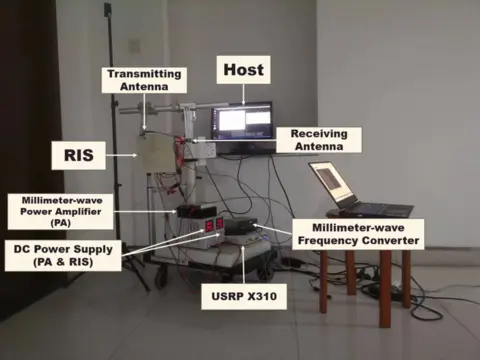 Transmitting
Antenna
Host
Receiving
Antenna
RIS
Millimeter-wave
Power Amplifier
(PA)
Millimeter-wave
Frequency Converter
DC Power Supply
(PA & RIS)
USRP X310